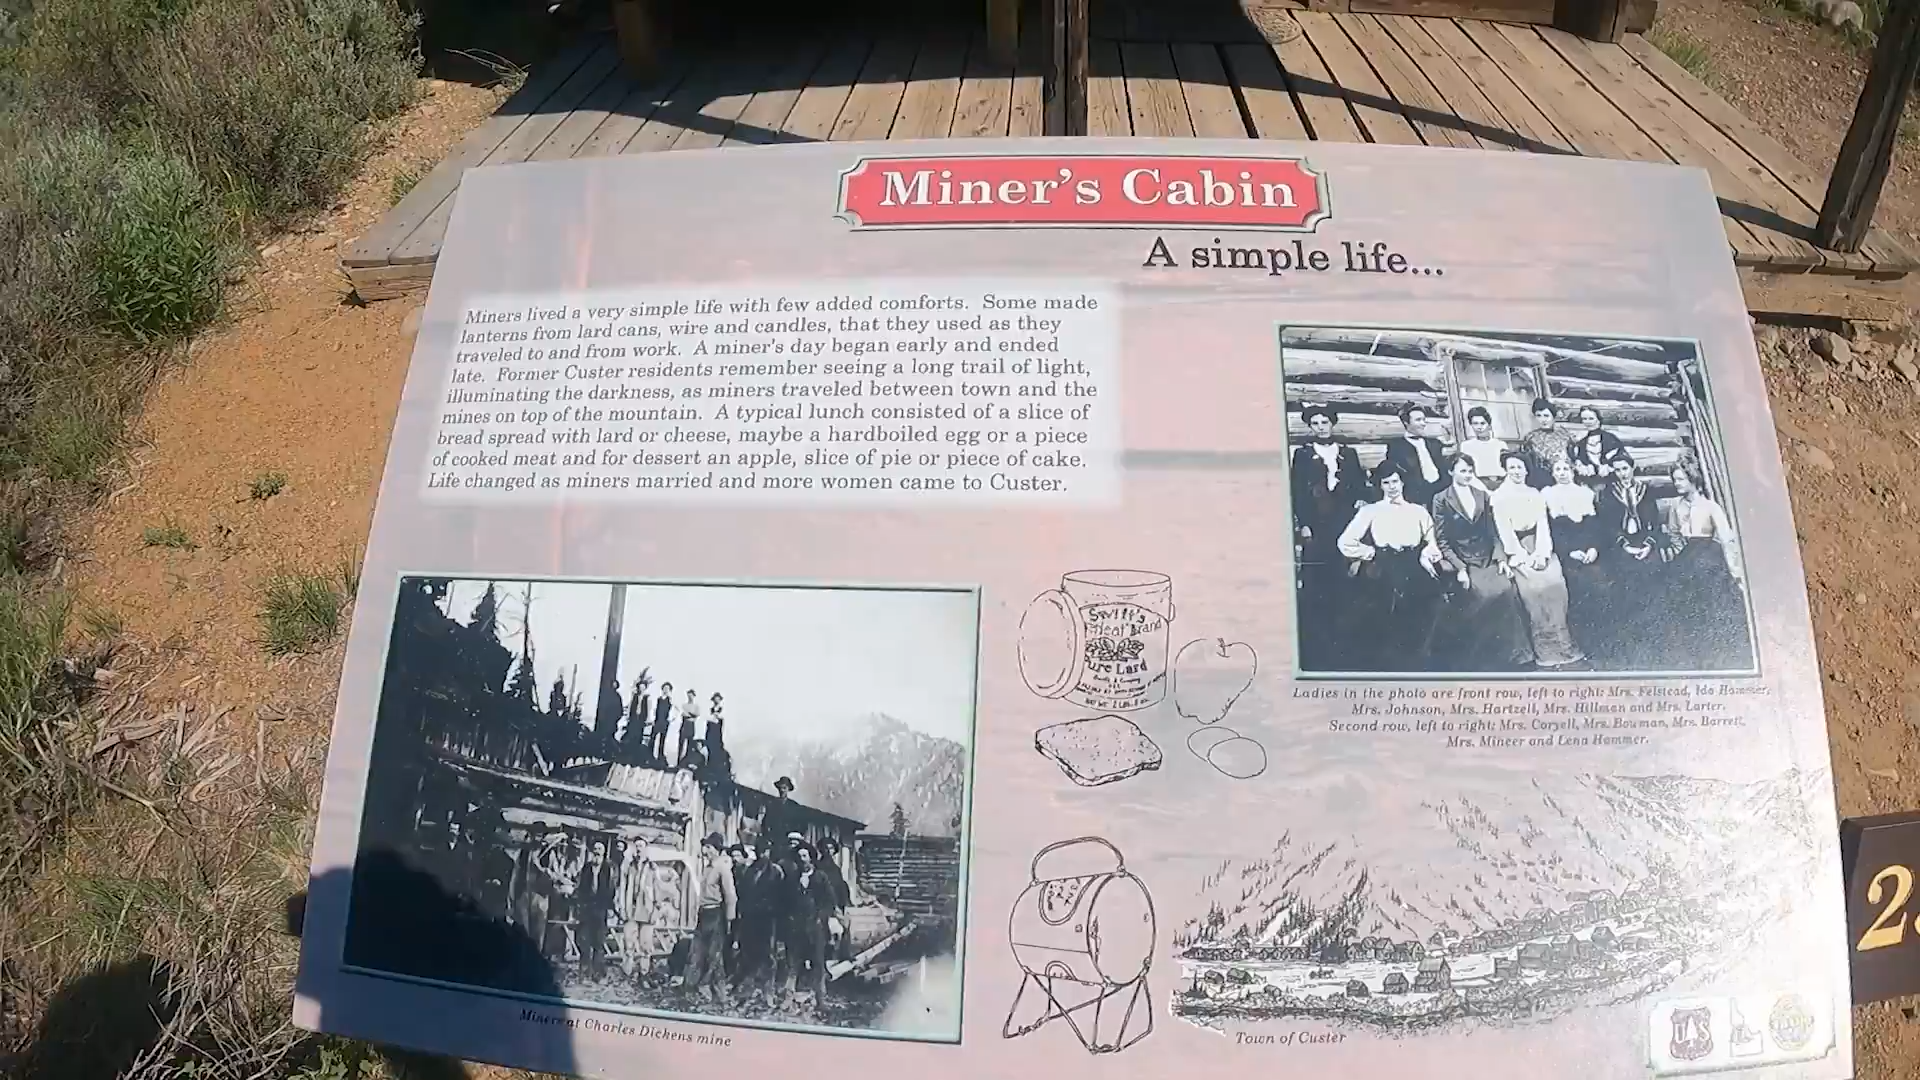 Miner's Cabin
A simple life...
Miners lived a very simple life with few added comforts. Some made
lanterns from lard cans, wire and candles, that they used as they
traveled to and from work. A miner's day began early and ended
late. Former Custer residents remember seeing a long trail of light,
illuminating the darkness, as miners traveled between town and the
mines on top of the mountain. A typical lunch consisted of a slice of
bread spread with lard or cheese, maybe a hardboiled egg or a piece
of cooked meat and for dessert an apple, slice of pie or piece of cake.
Life changed as miners married and more women came to Custer.
Ladies in the photo are front row, left to right: Mrs. Felstead, Ida Hammer,
Mrs. Johnson, Mrs. Hartzell, Mrs. Hillman and Mrs. Larter.
Second row, left to right: Mrs. Coryell, Mrs. Bowman, Mrs. Barrett,
Mrs. Mineer and Lena Hammer.
Swift's
Brand
Pure Lard
Miners at Charles Dickens mine
Town of Custer
UAS
2